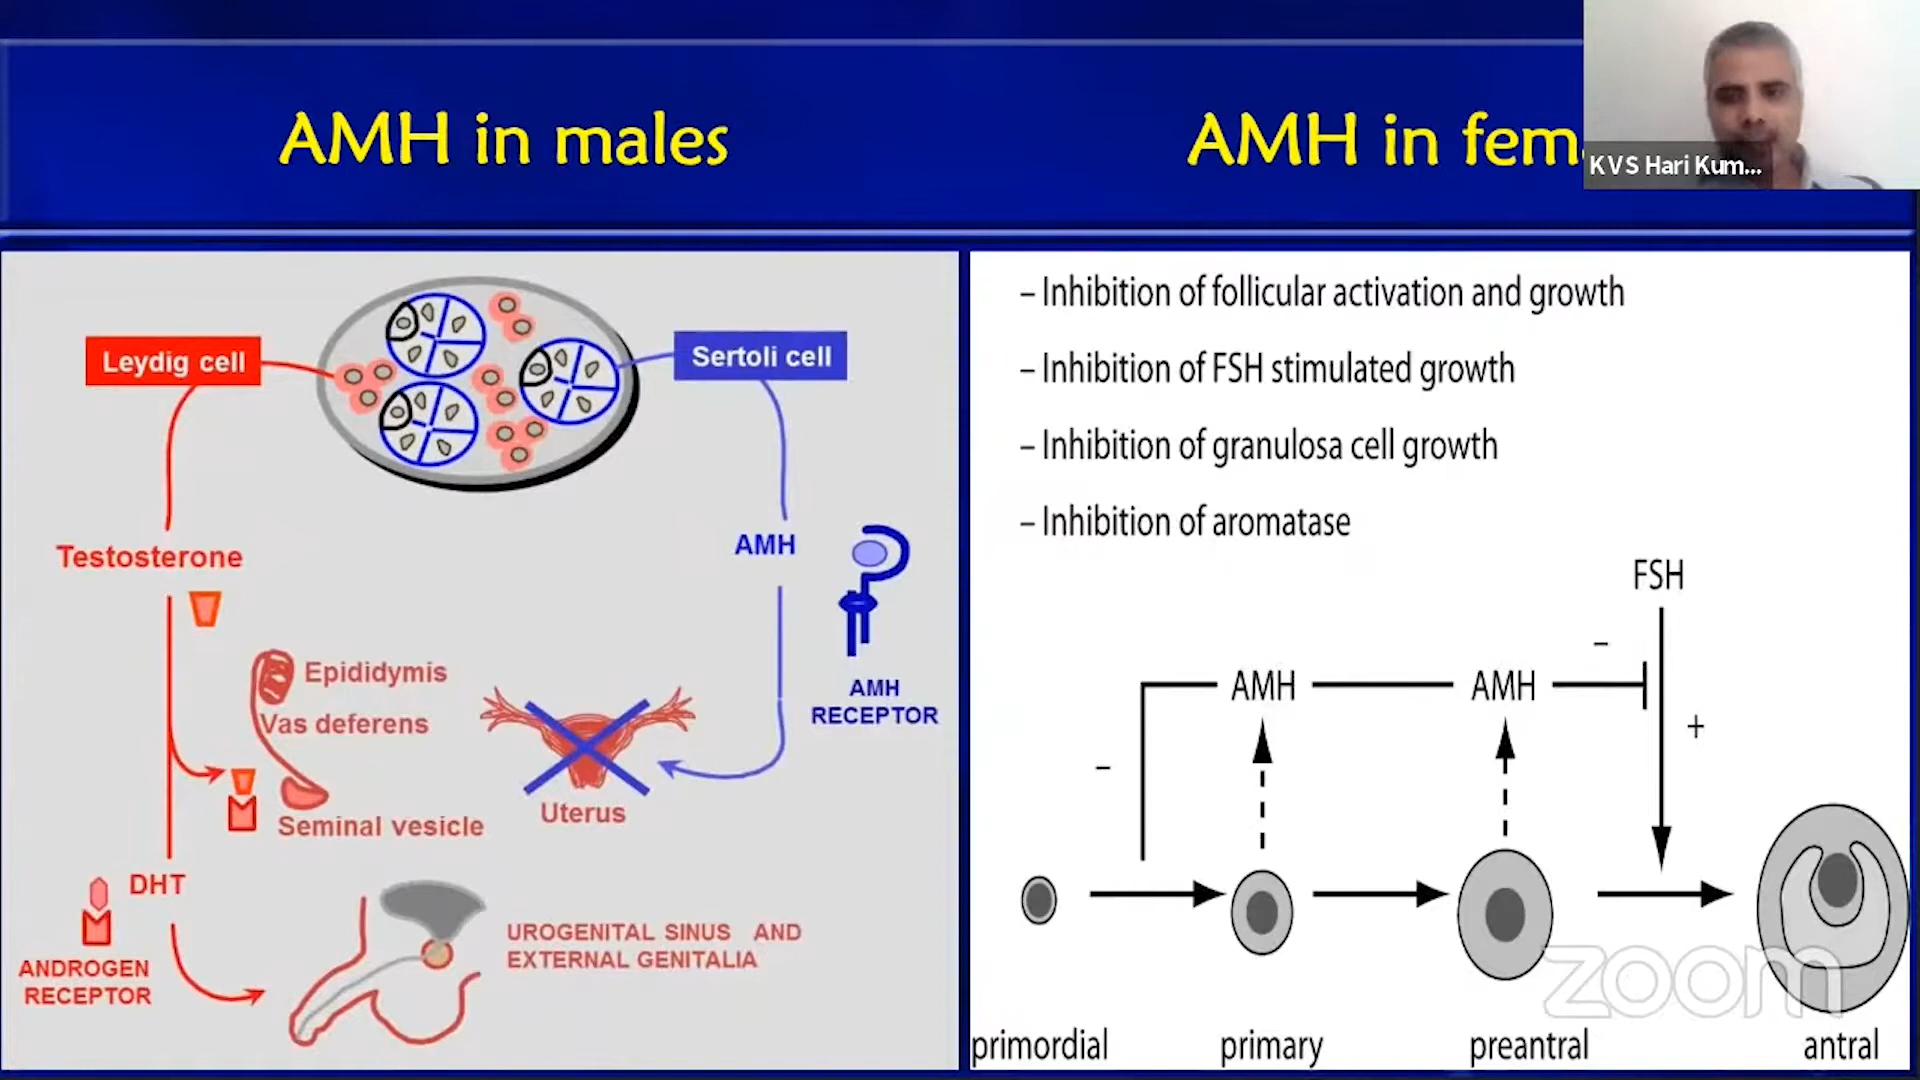 AMH in males
AMH in fem
KVS Hari Kum...
Leydig cell
Sertoli cell
Testosterone
AMH
Epididymis
Vas deferens
Seminal vesicle
Uterus
AMH
RECEPTOR
DHT
ANDROGEN
RECEPTOR
UROGENITAL SINUS AND
EXTERNAL GENITALIA
– Inhibition of follicular activation and growth
– Inhibition of FSH stimulated growth
– Inhibition of granulosa cell growth
– Inhibition of aromatase
FSH
–
AMH
AMH
+
–
primordial
primary
preantral
antral
zoom